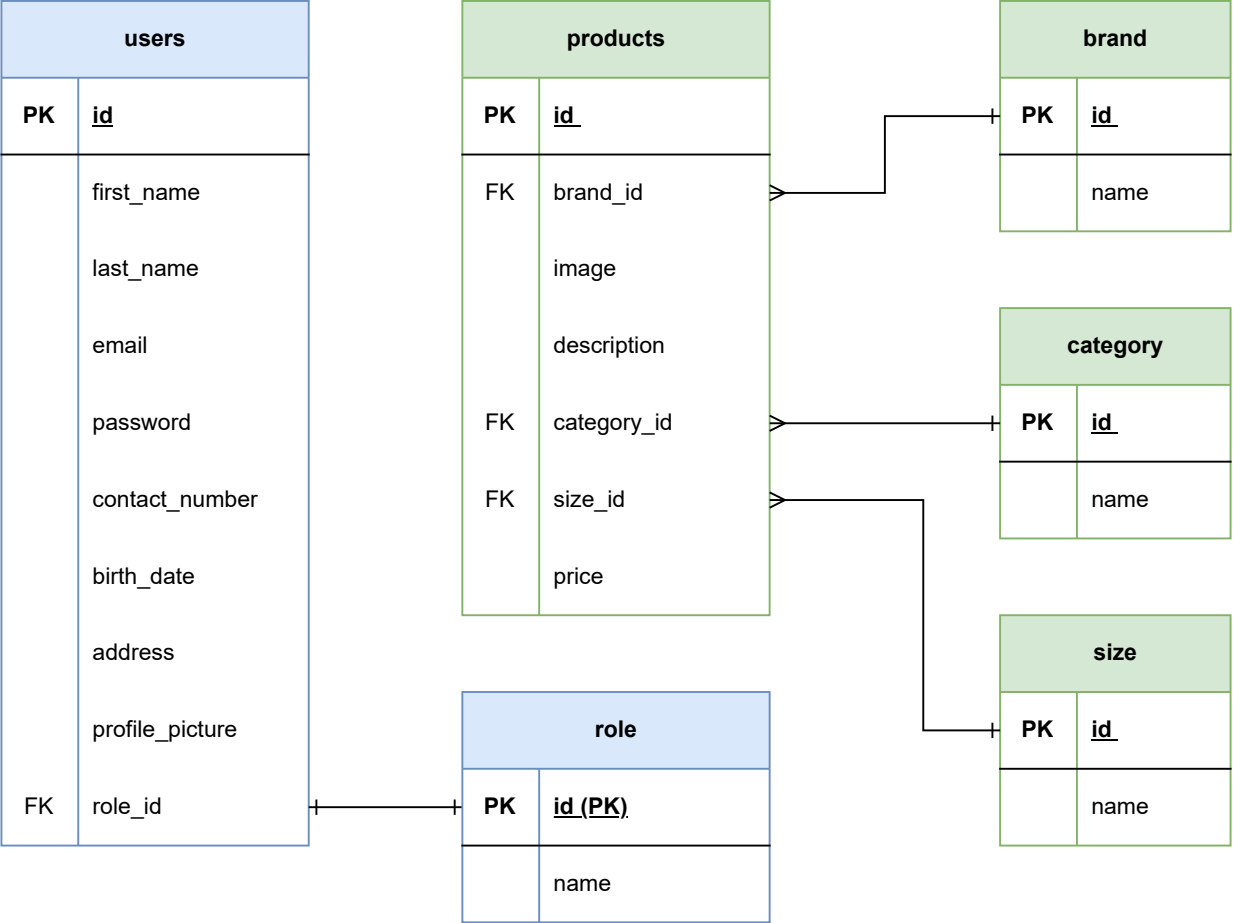 users
PK id
first_name
last_name
email
password
contact_number
birth_date
address
profile_picture
FK role_id
products
PK id
FK brand_id
image
description
FK category_id
FK size_id
price
role
PK id (PK)
name
brand
PK id
name
category
PK id
name
size
PK id
name